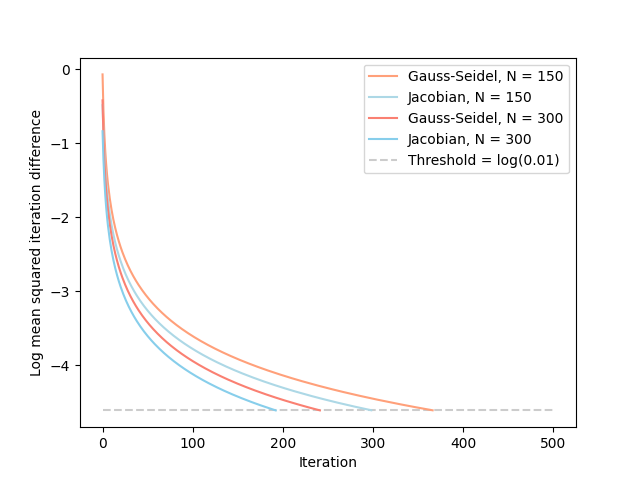 Gauss-Seidel, N = 150
Jacobian, N = 150
Gauss-Seidel, N = 300
Jacobian, N = 300
Threshold = log(0.01)
Log mean squared iteration difference
0
−1
−2
−3
−4
0 100 200 300 400 500
Iteration